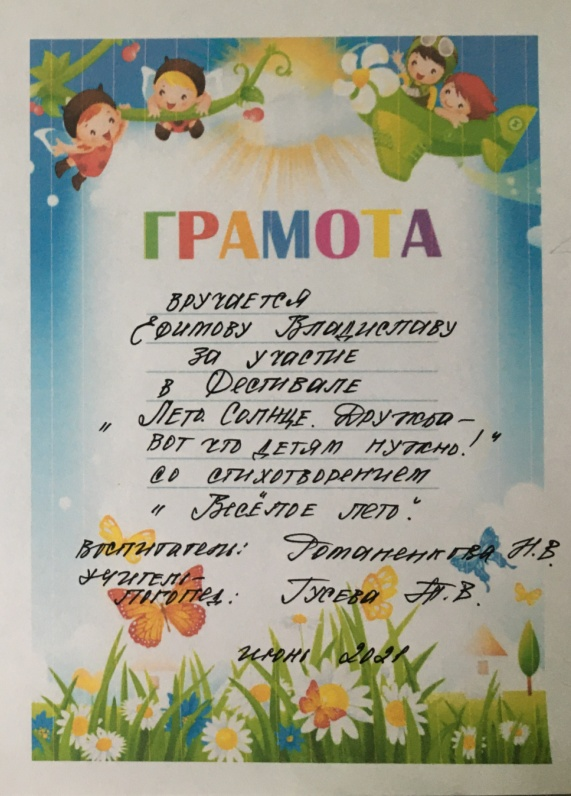 ГРАМОТА
вручается
Ефимову Владиславу
за участие
в Фестивале
„ Лето. Солнце. Дружба –
вот что детям нужно!"
со стихотворением
„ Весёлое лето".
Воспитатель: Романенкова Н.В.
Учитель-
логопед: Гусева Т.В.
июнь 2021